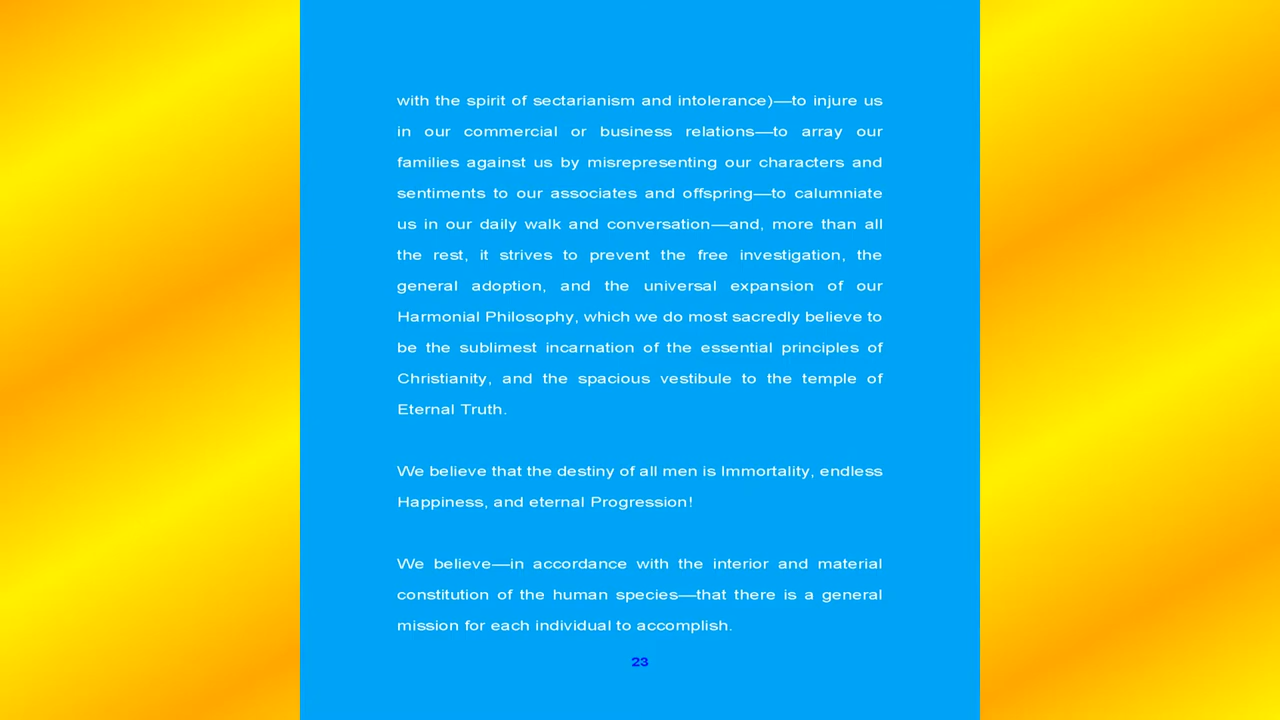 with the spirit of sectarianism and intolerance)—to injure us
in our commercial or business relations—to array our
families against us by misrepresenting our characters and
sentiments to our associates and offspring—to calumniate
us in our daily walk and conversation—and, more than all
the rest, it strives to prevent the free investigation, the
general adoption, and the universal expansion of our
Harmonial Philosophy, which we do most sacredly believe to
be the sublimest incarnation of the essential principles of
Christianity, and the spacious vestibule to the temple of
Eternal Truth.
We believe that the destiny of all men is Immortality, endless
Happiness, and eternal Progression!
We believe—in accordance with the interior and material
constitution of the human species—that there is a general
mission for each individual to accomplish.
23